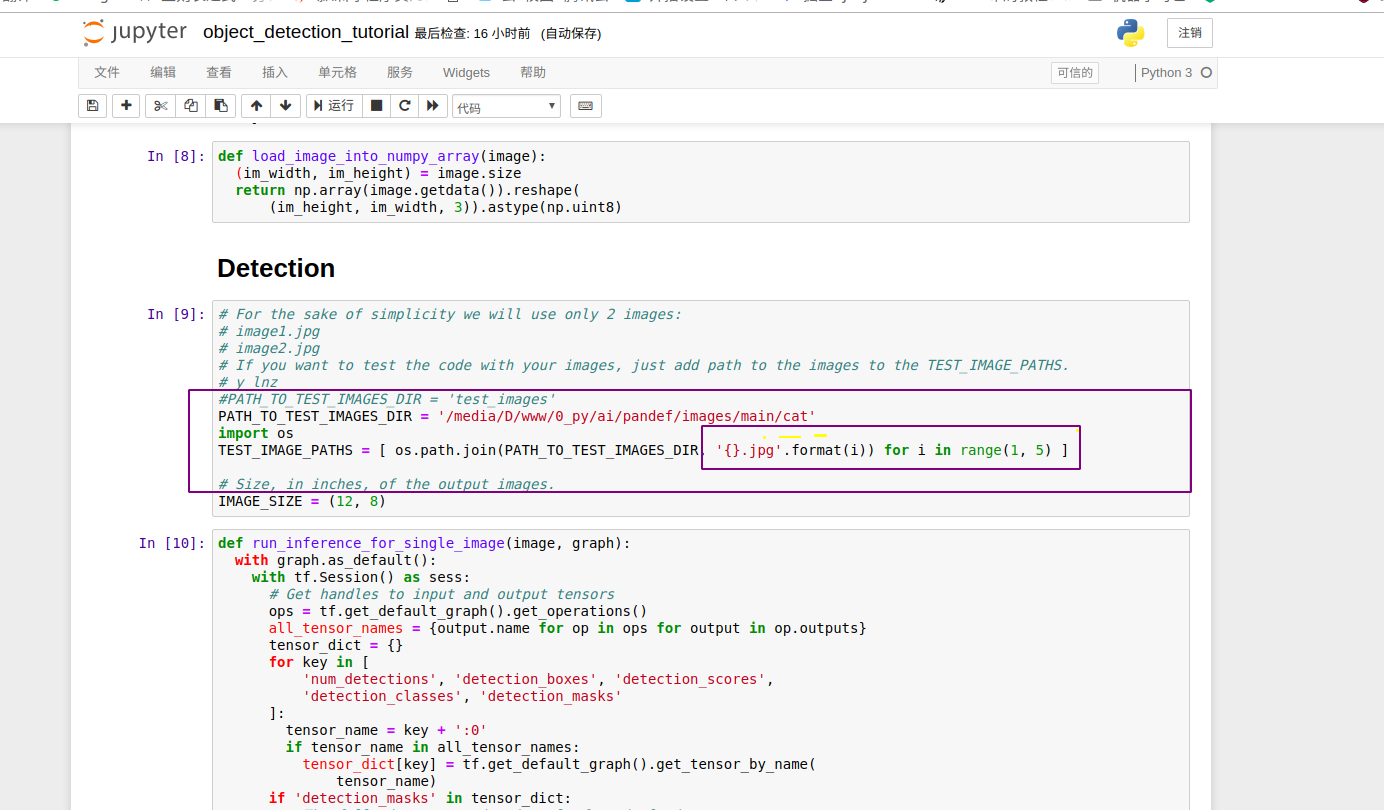 jupyter object_detection_tutorial 最后检查: 16 小时前 (自动保存) 注销
文件 编辑 查看 插入 单元格 服务 Widgets 帮助 可信的 Python 3
运行 代码
In [8]: def load_image_into_numpy_array(image):
(im_width, im_height) = image.size
return np.array(image.getdata()).reshape(
(im_height, im_width, 3)).astype(np.uint8)
Detection
In [9]: # For the sake of simplicity we will use only 2 images:
# image1.jpg
# image2.jpg
# If you want to test the code with your images, just add path to the images to the TEST_IMAGE_PATHS.
# y lnz
#PATH_TO_TEST_IMAGES_DIR = 'test_images'
PATH_TO_TEST_IMAGES_DIR = '/media/D/www/0_py/ai/pandef/images/main/cat'
import os
TEST_IMAGE_PATHS = [ os.path.join(PATH_TO_TEST_IMAGES_DIR, '{}.jpg'.format(i)) for i in range(1, 5) ]
# Size, in inches, of the output images.
IMAGE_SIZE = (12, 8)
In [10]: def run_inference_for_single_image(image, graph):
with graph.as_default():
with tf.Session() as sess:
# Get handles to input and output tensors
ops = tf.get_default_graph().get_operations()
all_tensor_names = {output.name for op in ops for output in op.outputs}
tensor_dict = {}
for key in [
'num_detections', 'detection_boxes', 'detection_scores',
'detection_classes', 'detection_masks'
]:
tensor_name = key + ':0'
if tensor_name in all_tensor_names:
tensor_dict[key] = tf.get_default_graph().get_tensor_by_name(
tensor_name)
if 'detection_masks' in tensor_dict: